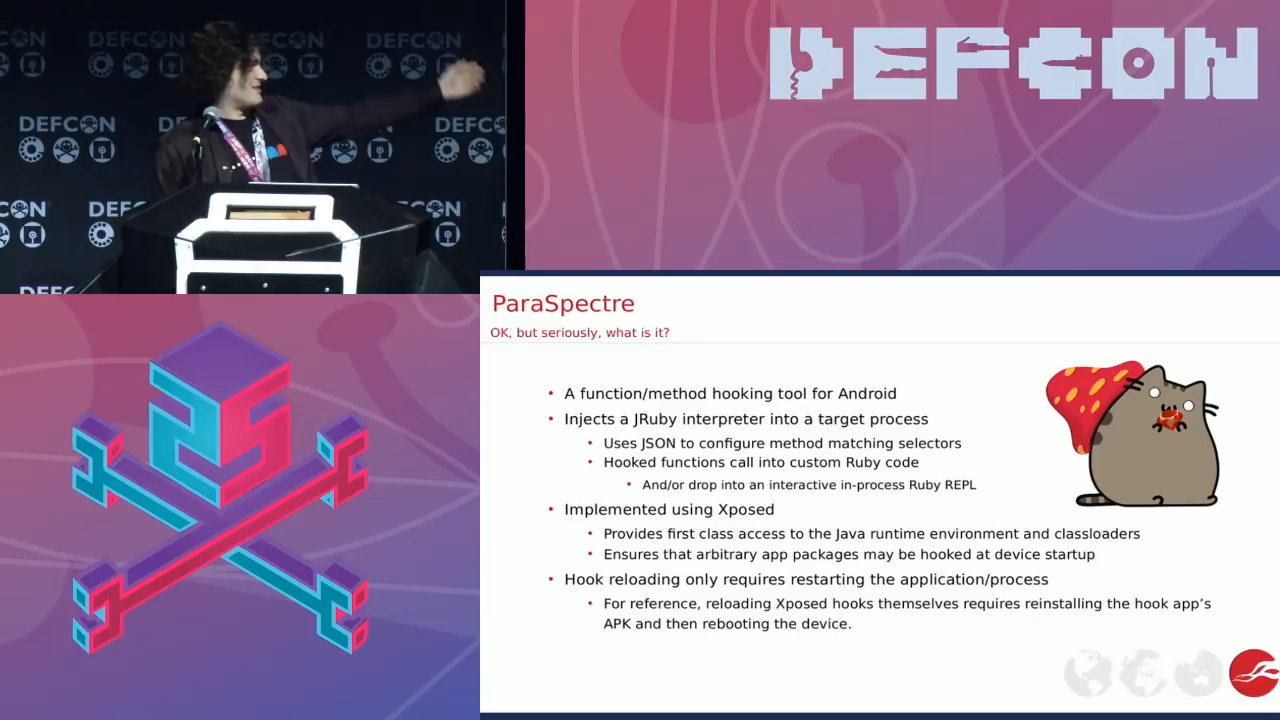 DEFCON
DEFCON
DEFCON
DEFCON
DEFCON
ParaSpectre
OK, but seriously, what is it?
• A function/method hooking tool for Android
• Injects a JRuby interpreter into a target process
• Uses JSON to configure method matching selectors
• Hooked functions call into custom Ruby code
• And/or drop into an interactive in-process Ruby REPL
• Implemented using Xposed
• Provides first class access to the Java runtime environment and classloaders
• Ensures that arbitrary app packages may be hooked at device startup
• Hook reloading only requires restarting the application/process
• For reference, reloading Xposed hooks themselves requires reinstalling the hook app’s
APK and then rebooting the device.